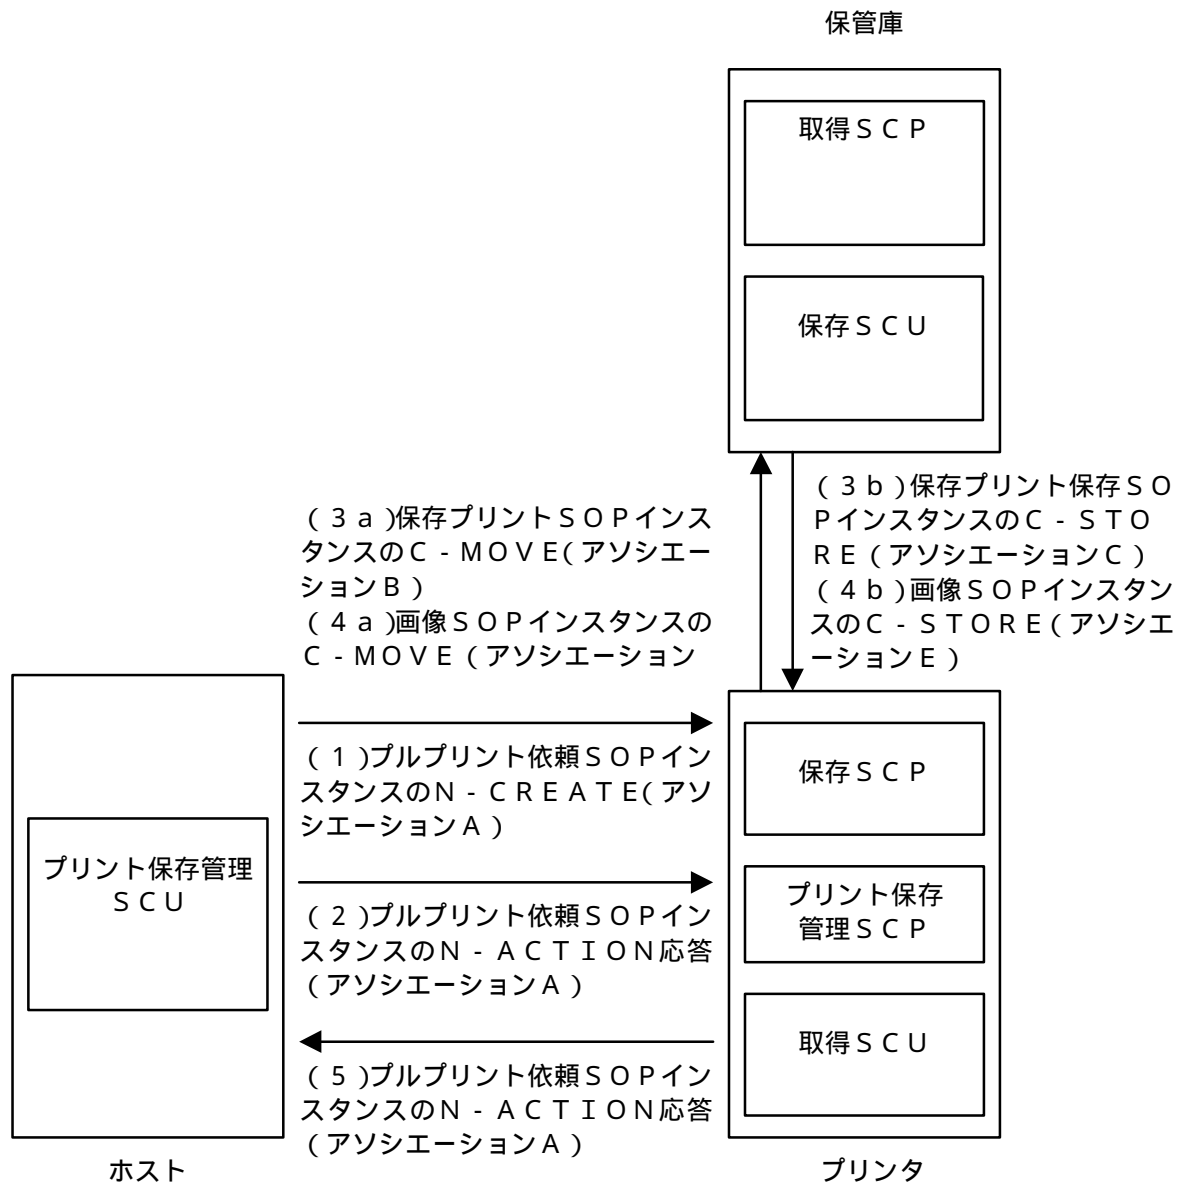 保管庫
取得ＳＣＰ
保存ＳＣＵ
(３ａ)保存プリントＳＯＰインス
タンスのＣ‐ＭＯＶＥ(アソシエー
ションＢ)
(４ａ)画像ＳＯＰインスタンスの
Ｃ‐ＭＯＶＥ(アソシエーション
(３ｂ)保存プリント保存ＳＯ
ＰインスタンスのＣ‐ＳＴＯ
ＲＥ(アソシエーションＣ)
(４ｂ)画像ＳＯＰインスタン
スのＣ‐ＳＴＯＲＥ(アソシエ
ーションＥ)
プリント保存管理
ＳＣＵ
ホスト
(１)プルプリント依頼ＳＯＰイン
スタンスのＮ‐ＣＲＥＡＴＥ(アソ
シエーションＡ)
(２)プルプリント依頼ＳＯＰイン
スタンスのＮ‐ＡＣＴＩＯＮ応答
(アソシエーションＡ)
(５)プルプリント依頼ＳＯＰイン
スタンスのＮ‐ＡＣＴＩＯＮ応答
(アソシエーションＡ)
保存ＳＣＰ
プリント保存
管理ＳＣＰ
取得ＳＣＵ
プリンタ